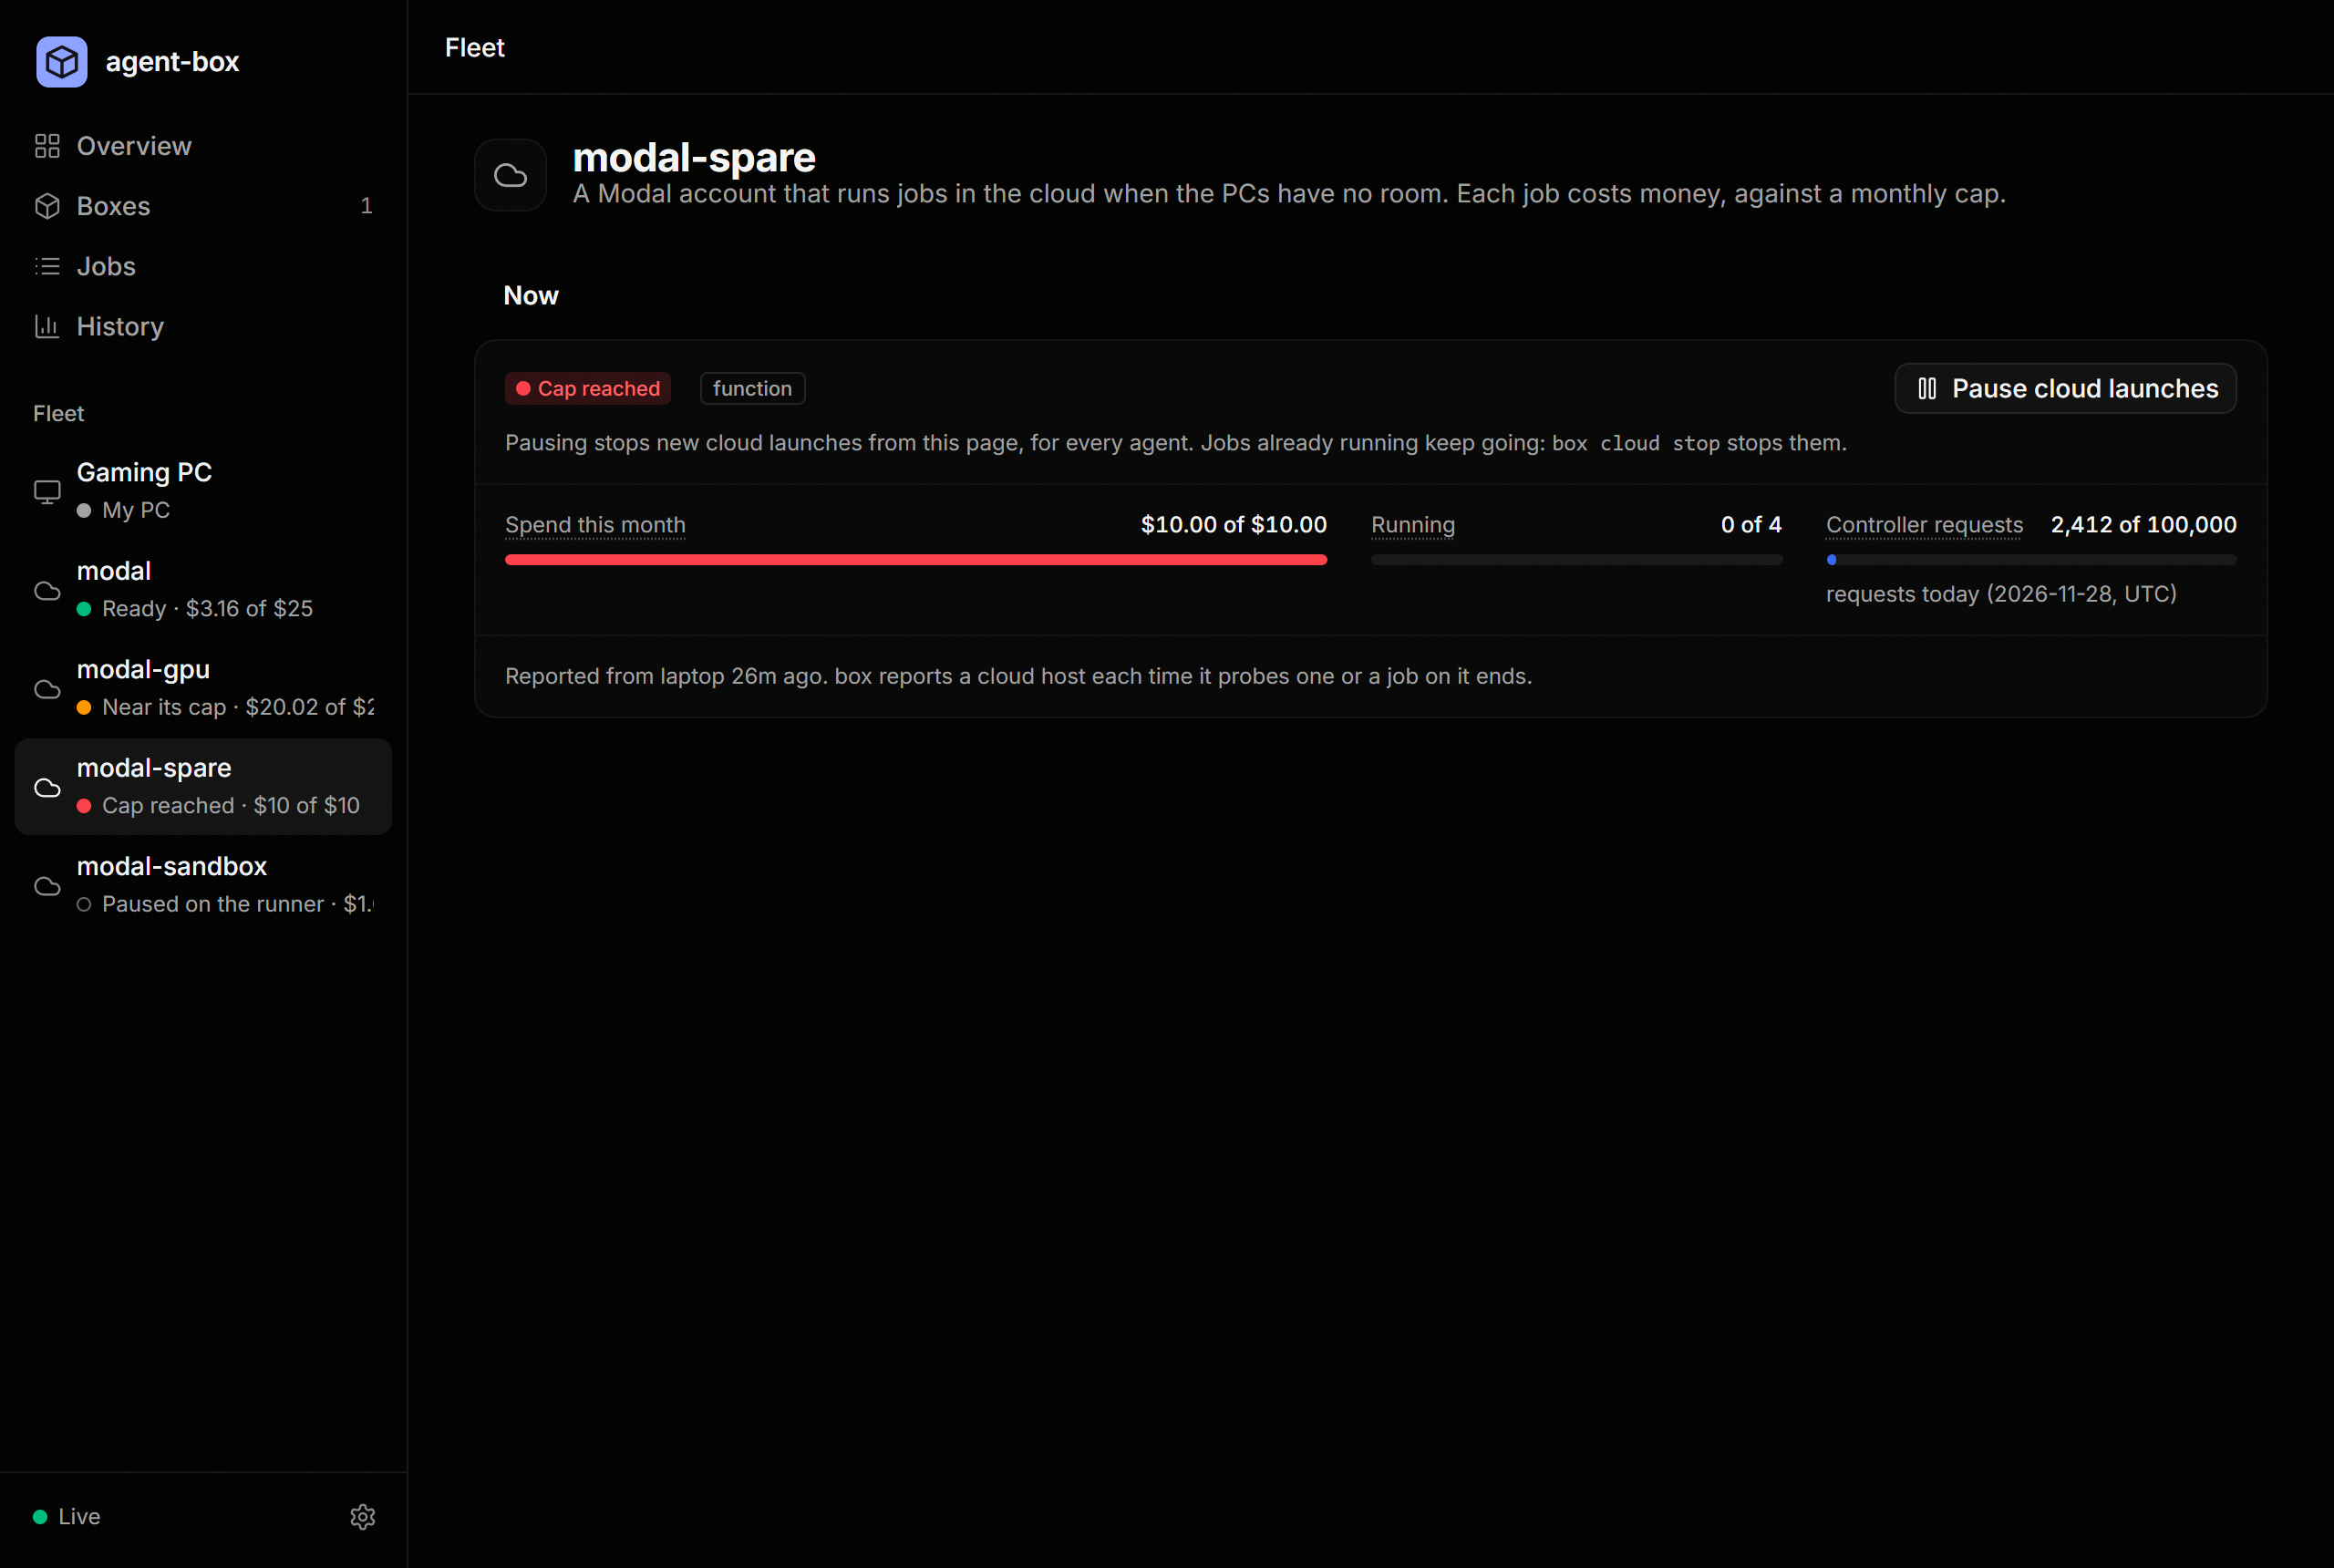 agent-box
Overview
Boxes 1
Jobs
History
Fleet
Gaming PC
My PC
modal
Ready · $3.16 of $25
modal-gpu
Near its cap · $20.02 of $2
modal-spare
Cap reached · $10 of $10
modal-sandbox
Paused on the runner · $1.
Live
Fleet
modal-spare
A Modal account that runs jobs in the cloud when the PCs have no room. Each job costs money, against a monthly cap.
Now
Cap reached function Pause cloud launches
Pausing stops new cloud launches from this page, for every agent. Jobs already running keep going: box cloud stop stops them.
Spend this month $10.00 of $10.00 Running 0 of 4 Controller requests 2,412 of 100,000
requests today (2026-11-28, UTC)
Reported from laptop 26m ago. box reports a cloud host each time it probes one or a job on it ends.